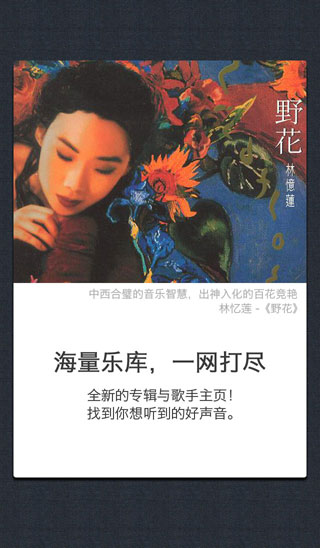 野花
林憶蓮
中西合璧的音乐智慧，出神入化的百花竞艳
林忆莲 -《野花》
海量乐库，一网打尽
全新的专辑与歌手主页！
找到你想听到的好声音。